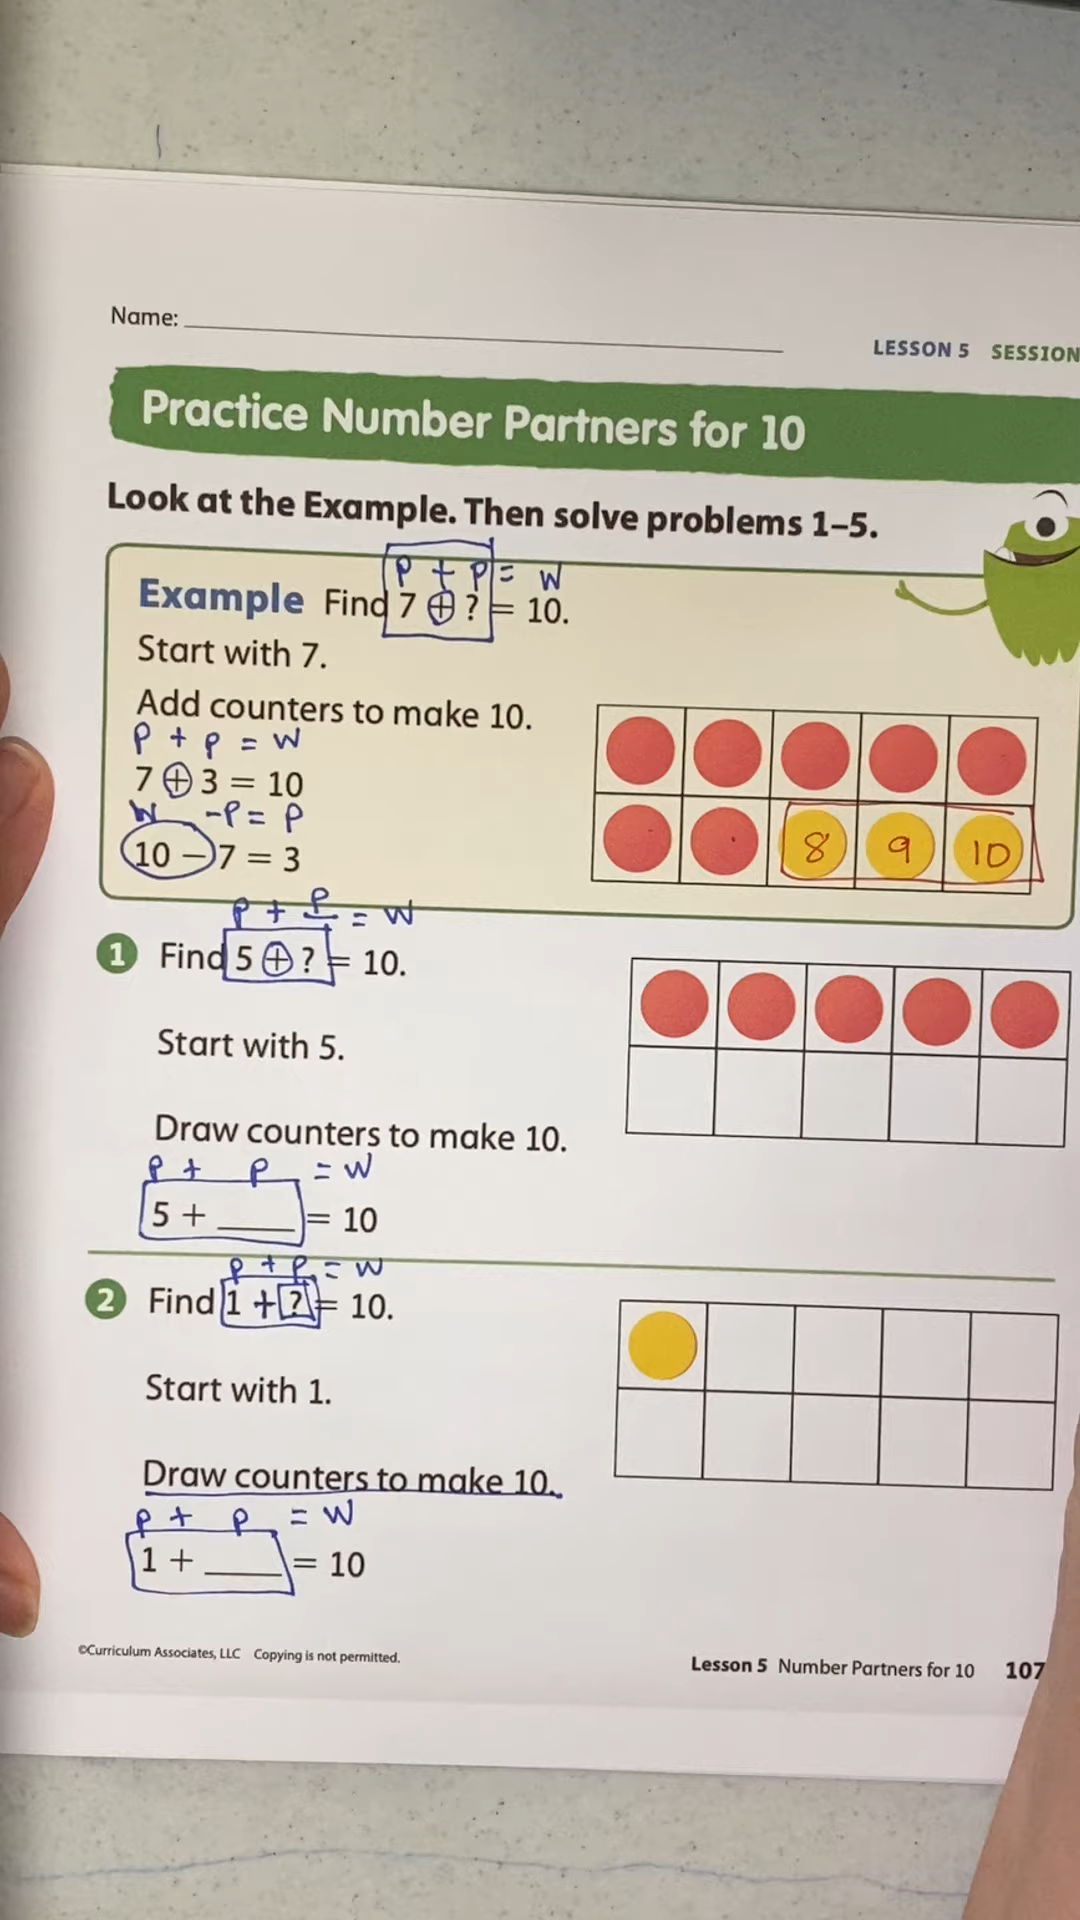 Name:
LESSON 5 SESSION
Practice Number Partners for 10
Look at the Example. Then solve problems 1–5.
P + P = W
Example Find 7 + ? = 10.
Start with 7.
Add counters to make 10.
P + P = W
7 + 3 = 10
W - P = P
10 – 7 = 3
8 9 10
P + P = W
1 Find 5 + ? = 10.
Start with 5.
Draw counters to make 10.
P + P = W
5 + ____ = 10
P + P = W
2 Find 1 + ? = 10.
Start with 1.
Draw counters to make 10.
P + P = W
1 + ____ = 10
©Curriculum Associates, LLC Copying is not permitted.
Lesson 5 Number Partners for 10 107